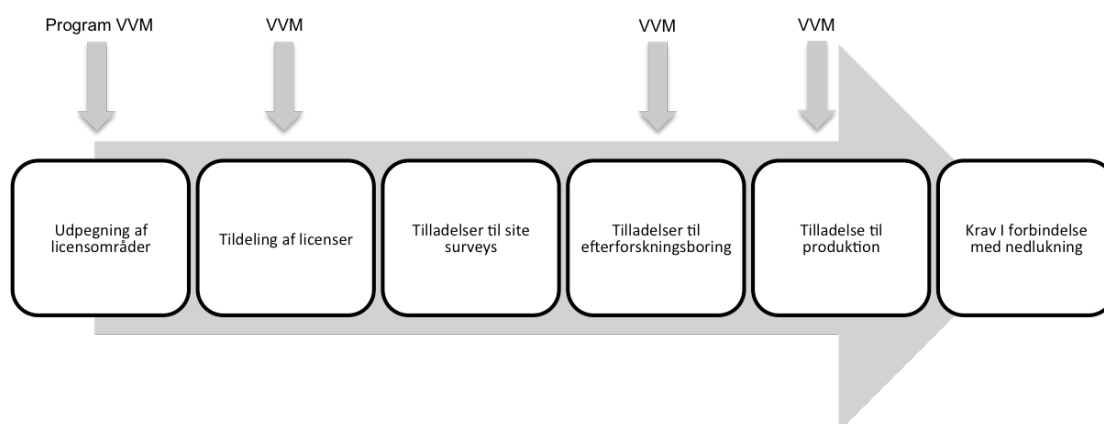 Program VVM
VVM
VVM
VVM
Udpegning af
licensområder
Tildeling af licenser
Tilladelser til site
surveys
Tilladelser til
efterforskningsboring
Tilladelse til
produktion
Krav I forbindelse
med nedlukning